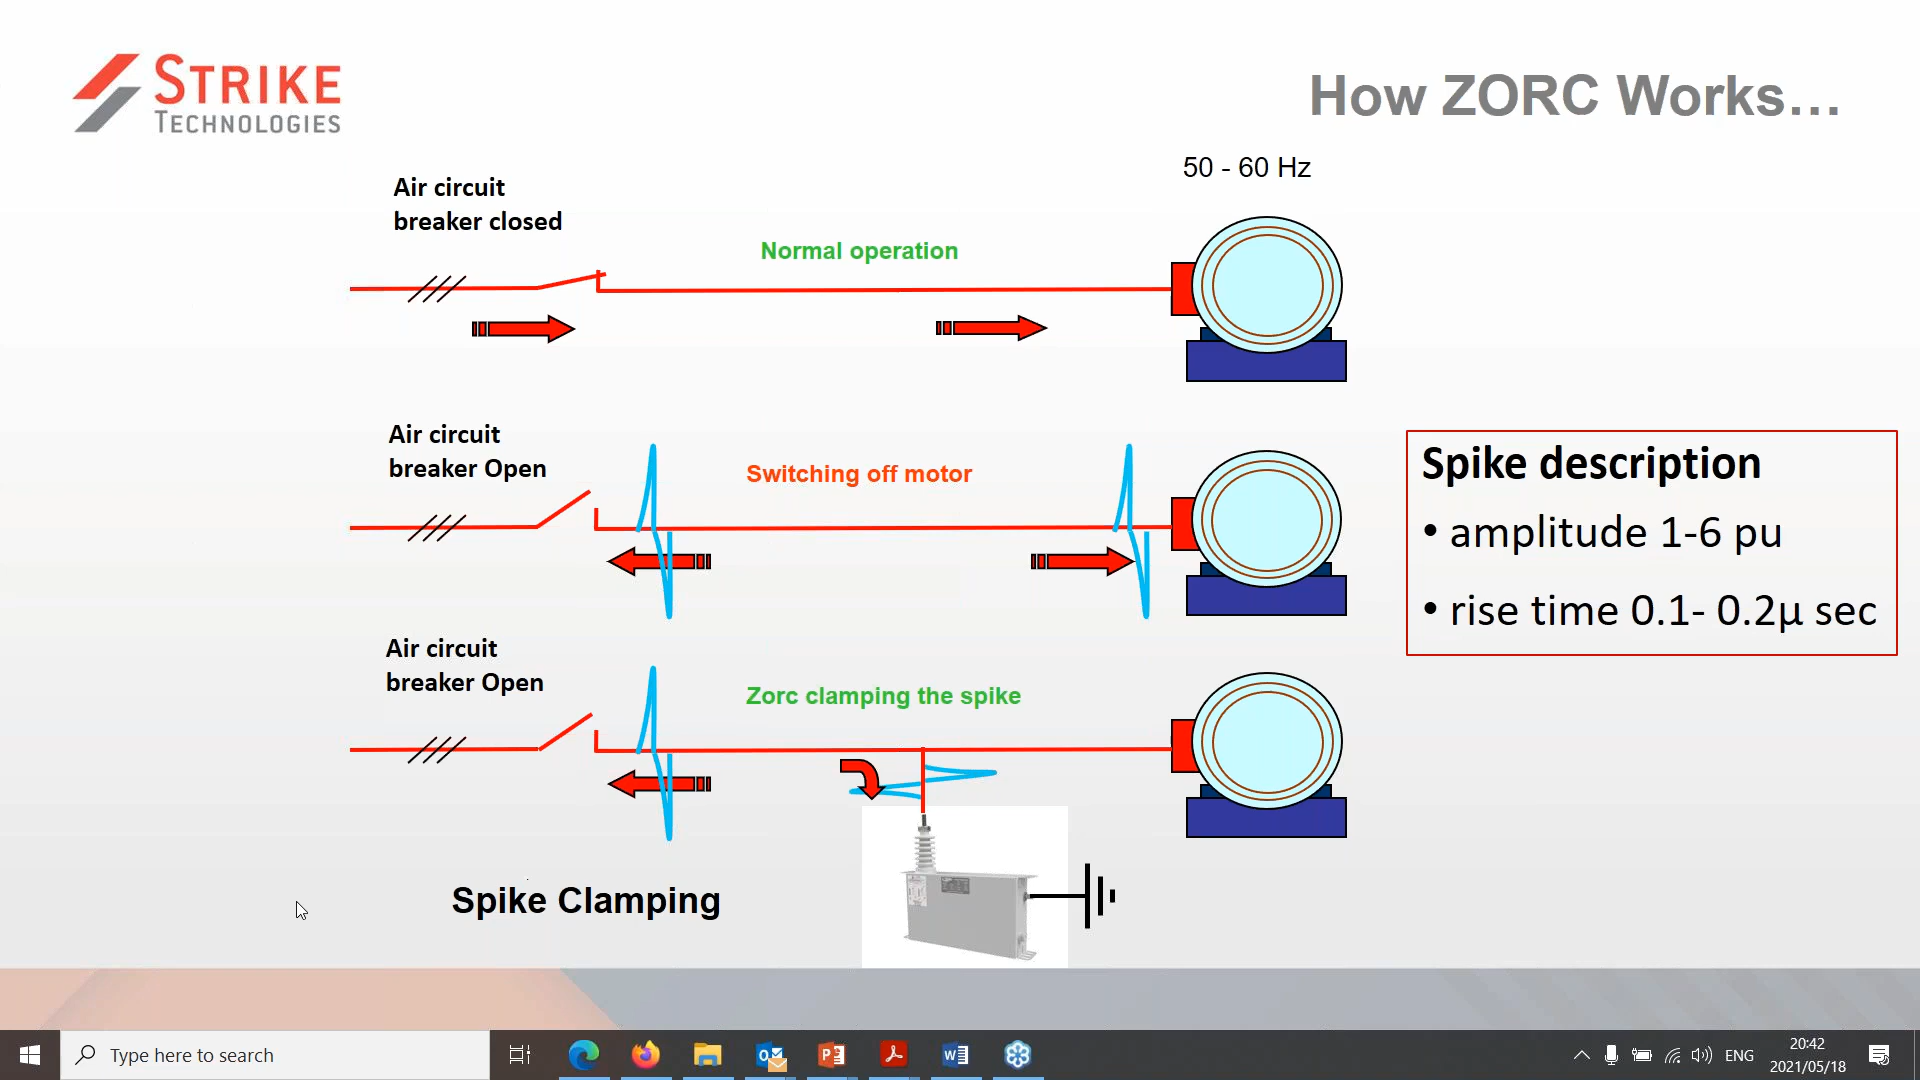 STRIKE
TECHNOLOGIES
How ZORC Works…
50 - 60 Hz
Air circuit
breaker closed
Normal operation
Air circuit
breaker Open
Switching off motor
Spike description
• amplitude 1-6 pu
• rise time 0.1- 0.2µ sec
Air circuit
breaker Open
Zorc clamping the spike
Spike Clamping
Type here to search
ENG
20:42
2021/05/18